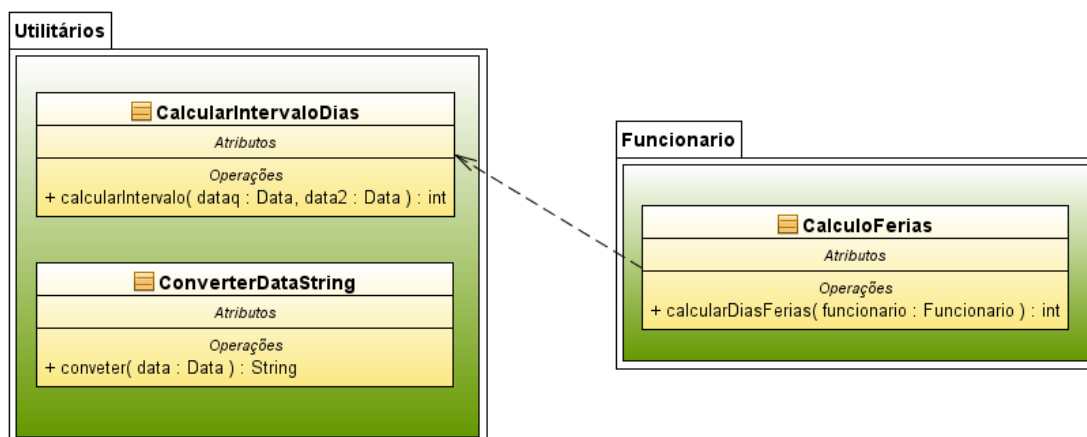 Utilitários
CalcularIntervaloDias
Atributos
Operações
+ calcularIntervalo( dataq : Data, data2 : Data ) : int
ConverterDataString
Atributos
Operações
+ conveter( data : Data ) : String
Funcionario
CalculoFerias
Atributos
Operações
+ calcularDiasFerias( funcionario : Funcionario ) : int